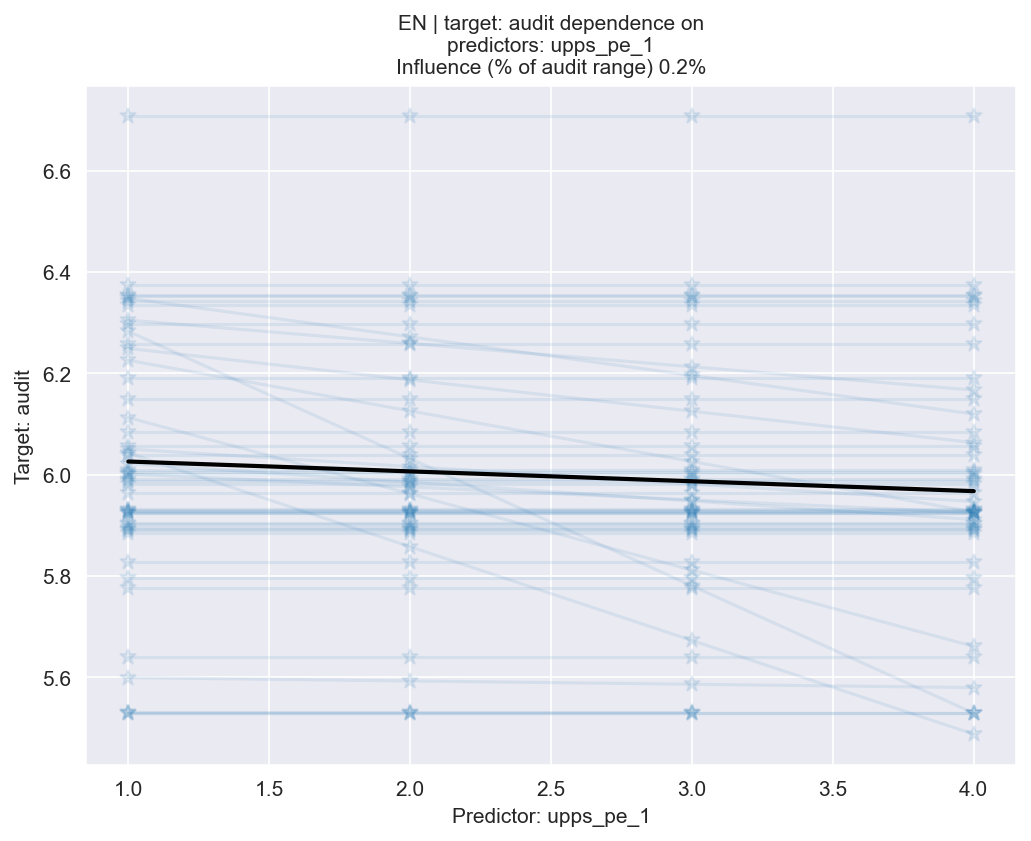 EN | target: audit dependence on
predictors: upps_pe_1
Influence (% of audit range) 0.2%
Target: audit
6.6
6.4
6.2
6.0
5.8
5.6
1.0
1.5
2.0
2.5
3.0
3.5
4.0
Predictor: upps_pe_1